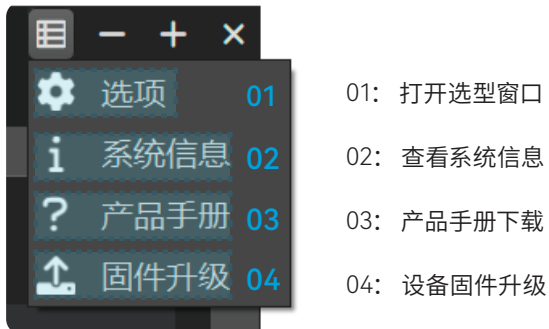 选项 01
系统信息 02
产品手册 03
固件升级 04
01: 打开选型窗口
02: 查看系统信息
03: 产品手册下载
04: 设备固件升级